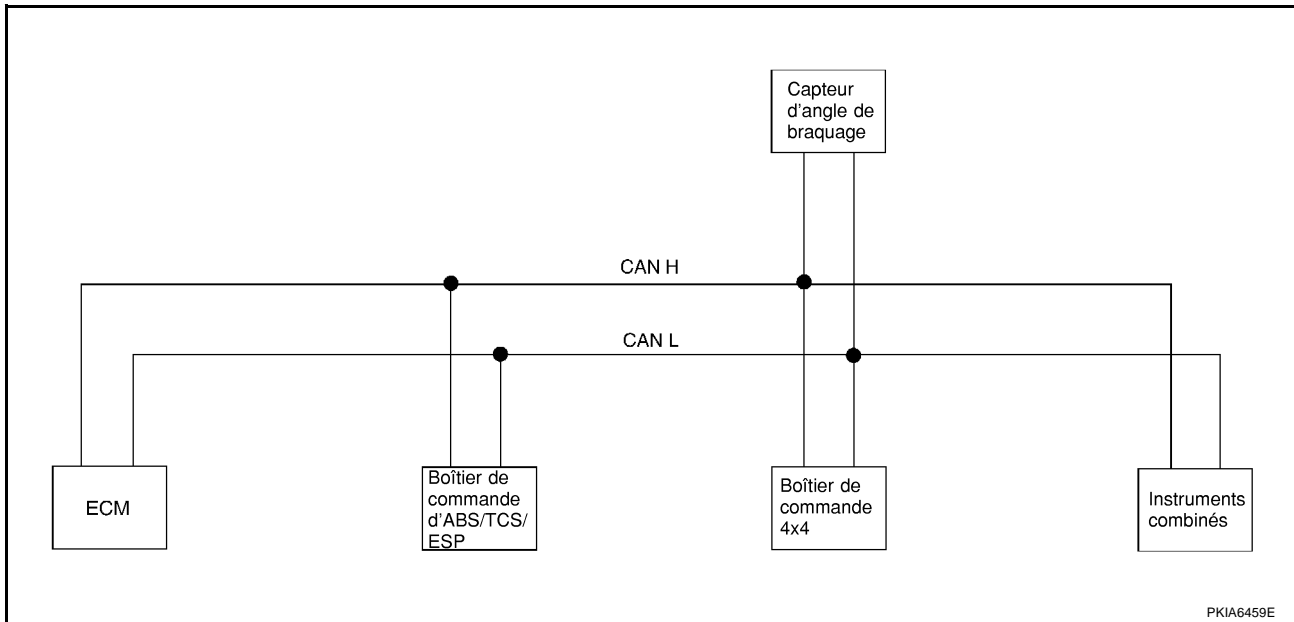 Capteur
d'angle de
braquage
CAN H
CAN L
ECM
Boîtier de
commande
d'ABS/TCS/
ESP
Boîtier de
commande
4x4
Instruments
combinés
PKIA6459E